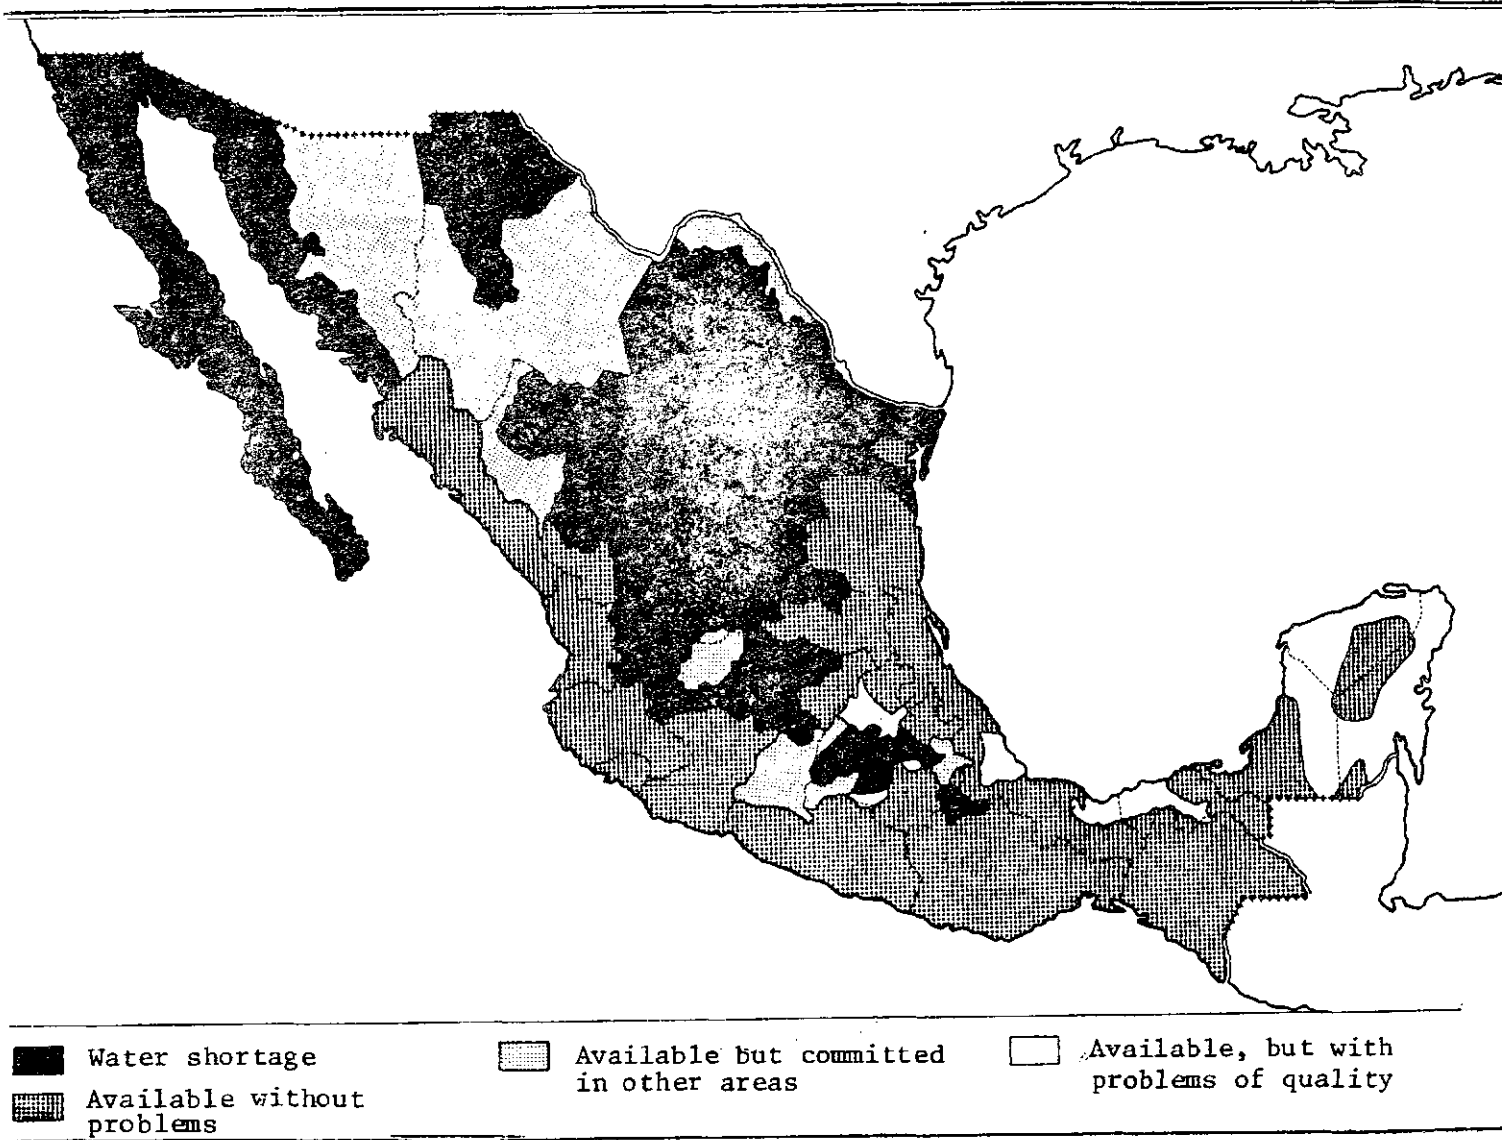 Water shortage
Available without
problems
Available but committed
in other areas
Available, but with
problems of quality